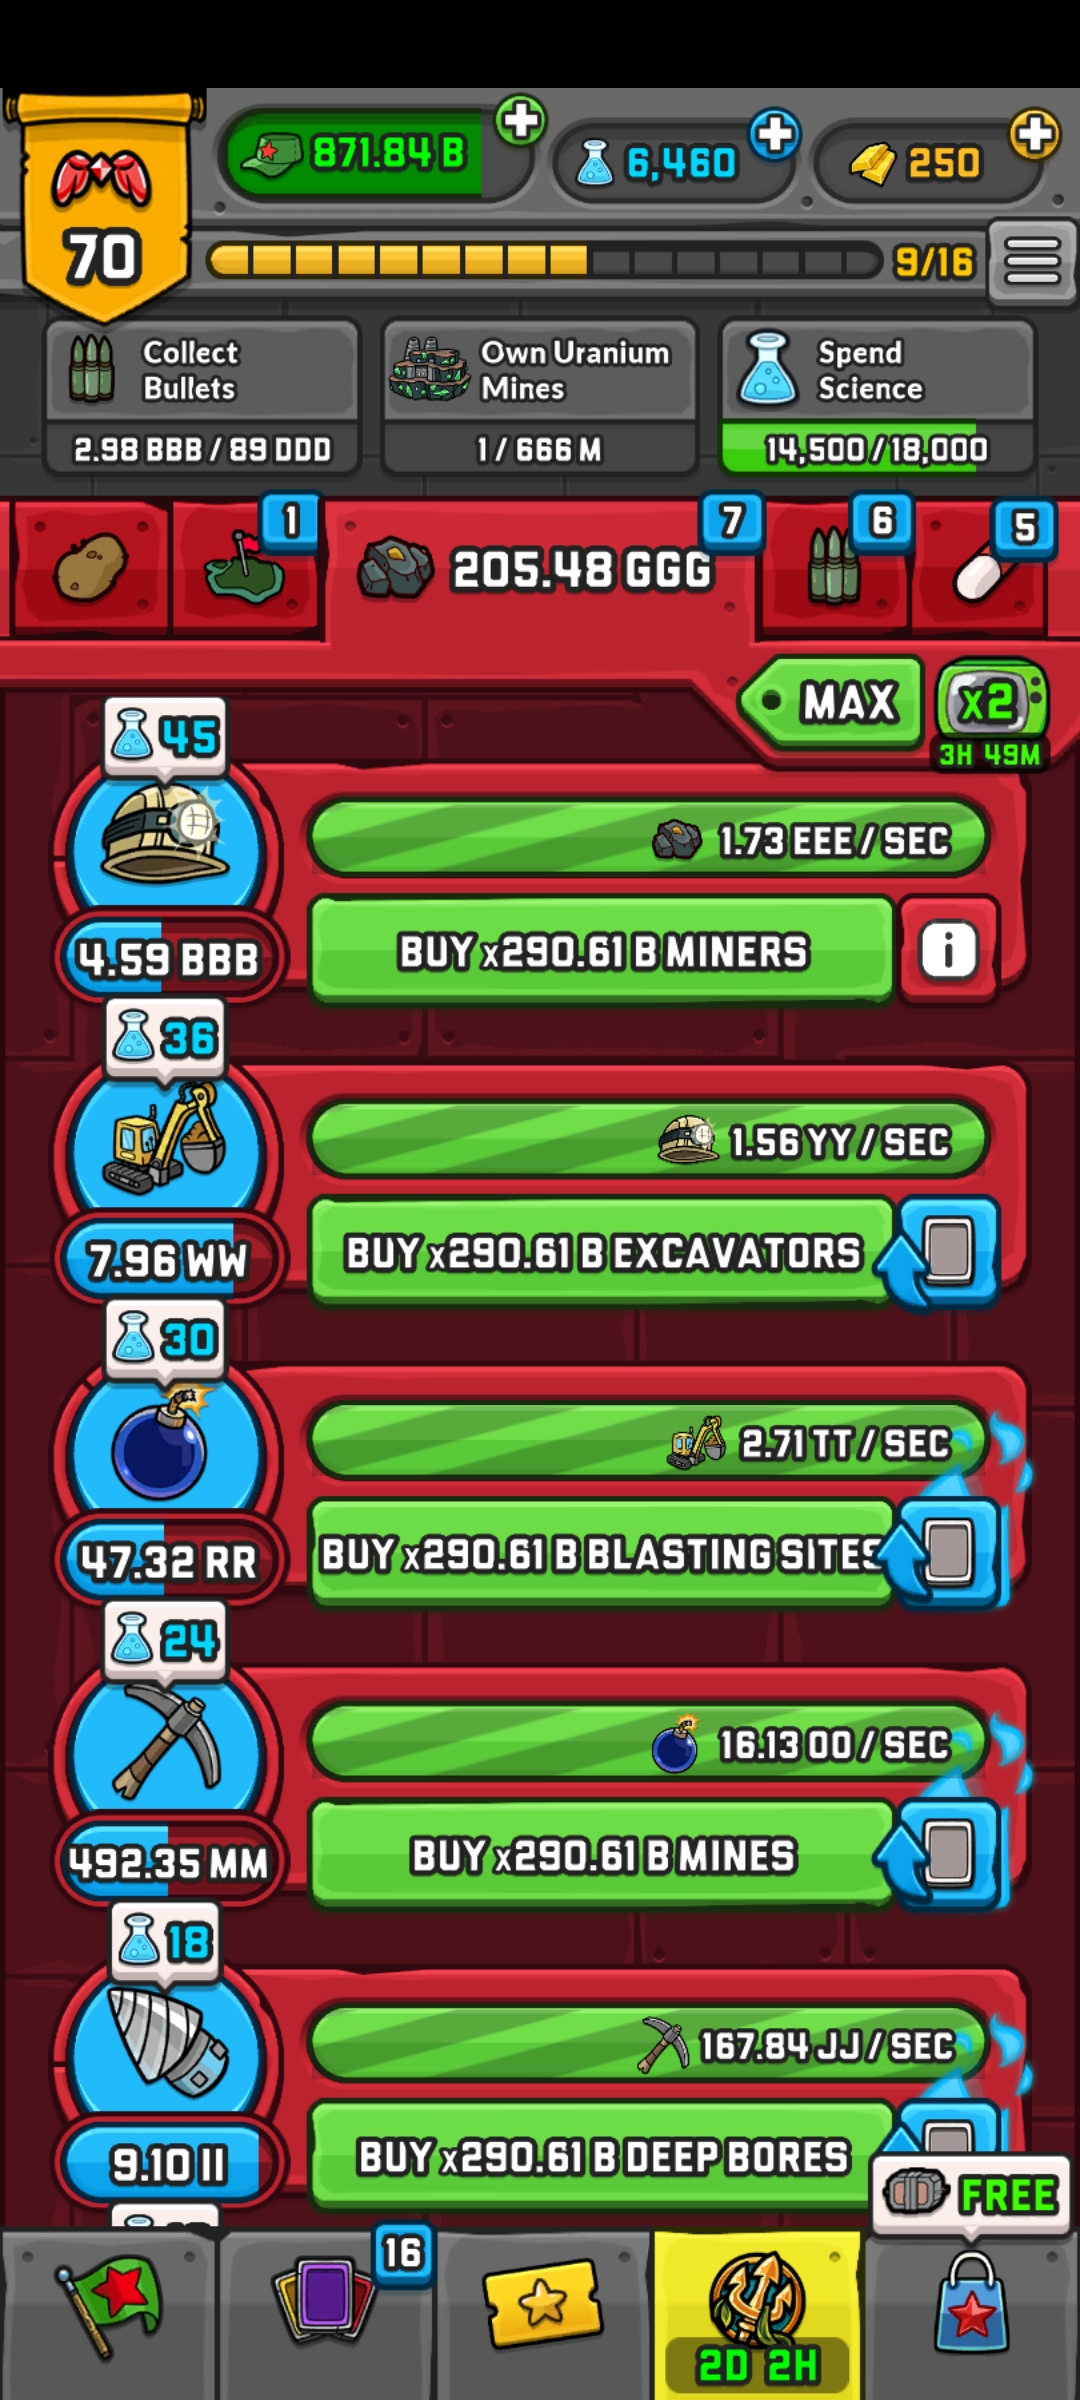 871.84 B
6,460
250
70
9/16
Collect
Bullets
Own Uranium
Mines
Spend
Science
2.98 BBB / 89 DDD
1 / 666 M
14,500 / 18,000
1
205.48 GGG
7
6
5
MAX
x2
3H 49M
45
1.73 EEE / SEC
4.59 BBB
BUY x290.61 B MINERS
i
36
1.56 YY / SEC
7.96 WW
BUY x290.61 B EXCAVATORS
30
2.71 TT / SEC
47.32 RR
BUY x290.61 B BLASTING SITES
24
16.13 OO / SEC
492.35 MM
BUY x290.61 B MINES
18
167.84 JJ / SEC
9.10 II
BUY x290.61 B DEEP BORES
FREE
16
2D 2H